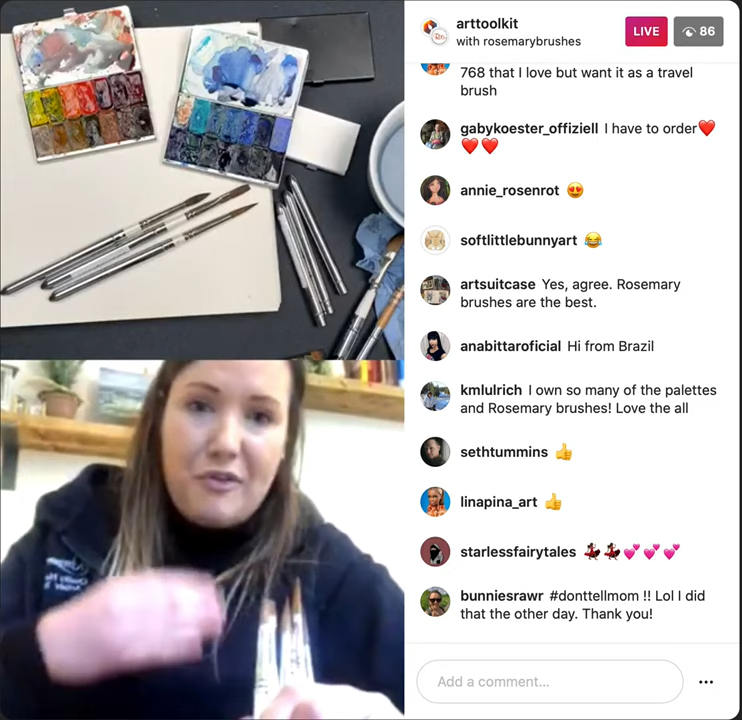 arttoolkit
with rosemarybrushes
LIVE
86
768 that I love but want it as a travel
brush
gabykoester_offiziell I have to order❤️
❤️❤️
annie_rosenrot 😍
softlittlebunnyart 😂
artsuitcase Yes, agree. Rosemary
brushes are the best.
anabittaroficial Hi from Brazil
kmlulrich I own so many of the palettes
and Rosemary brushes! Love the all
sethtummins 👍
linapina_art 👍
starlessfairytales 💃💃💕💕💕
bunniesrawr #donttellmom !! Lol I did
that the other day. Thank you!
Add a comment...